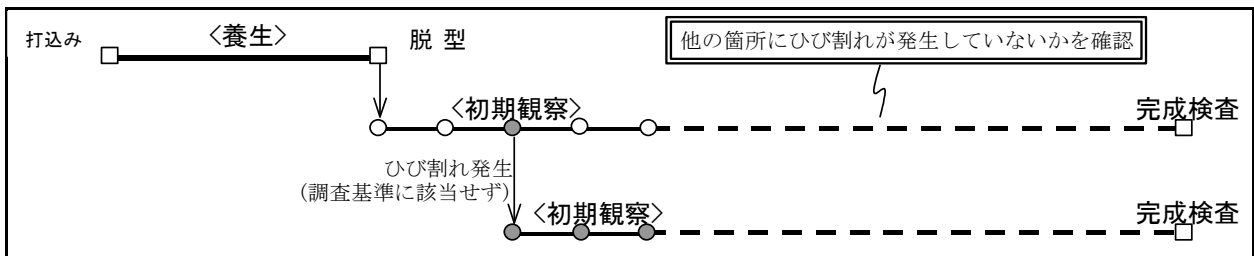 打込み
<養生>
脱 型
他の箇所にひび割れが発生していないかを確認
<初期観察>
完成検査
ひび割れ発生
(調査基準に該当せず)
<初期観察>
完成検査